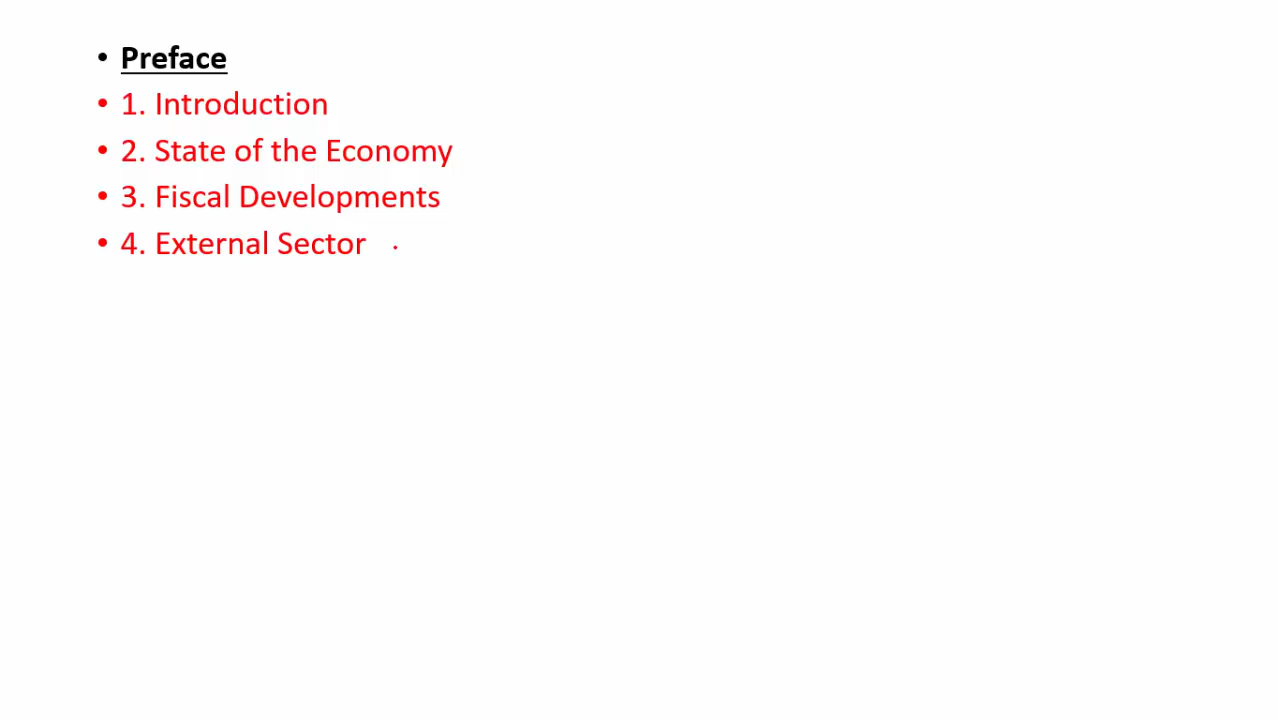 • Preface
• 1. Introduction
• 2. State of the Economy
• 3. Fiscal Developments
• 4. External Sector